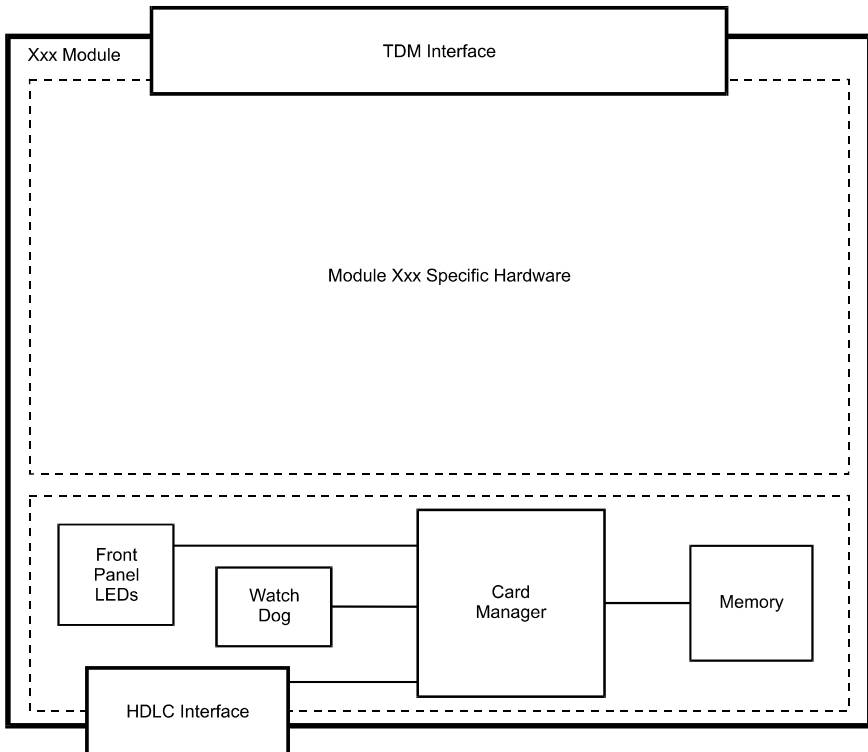 TDM Interface
Xxx Module
Module Xxx Specific Hardware
Front
Panel
LEDs
Watch
Dog
Card
Manager
Memory
HDLC Interface